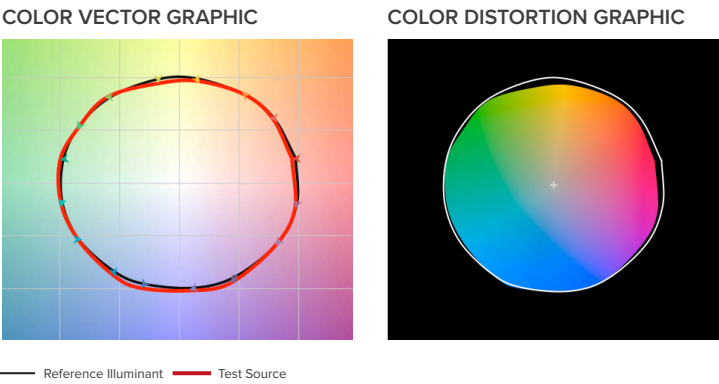 COLOR VECTOR GRAPHIC
COLOR DISTORTION GRAPHIC
Reference Illuminant Test Source